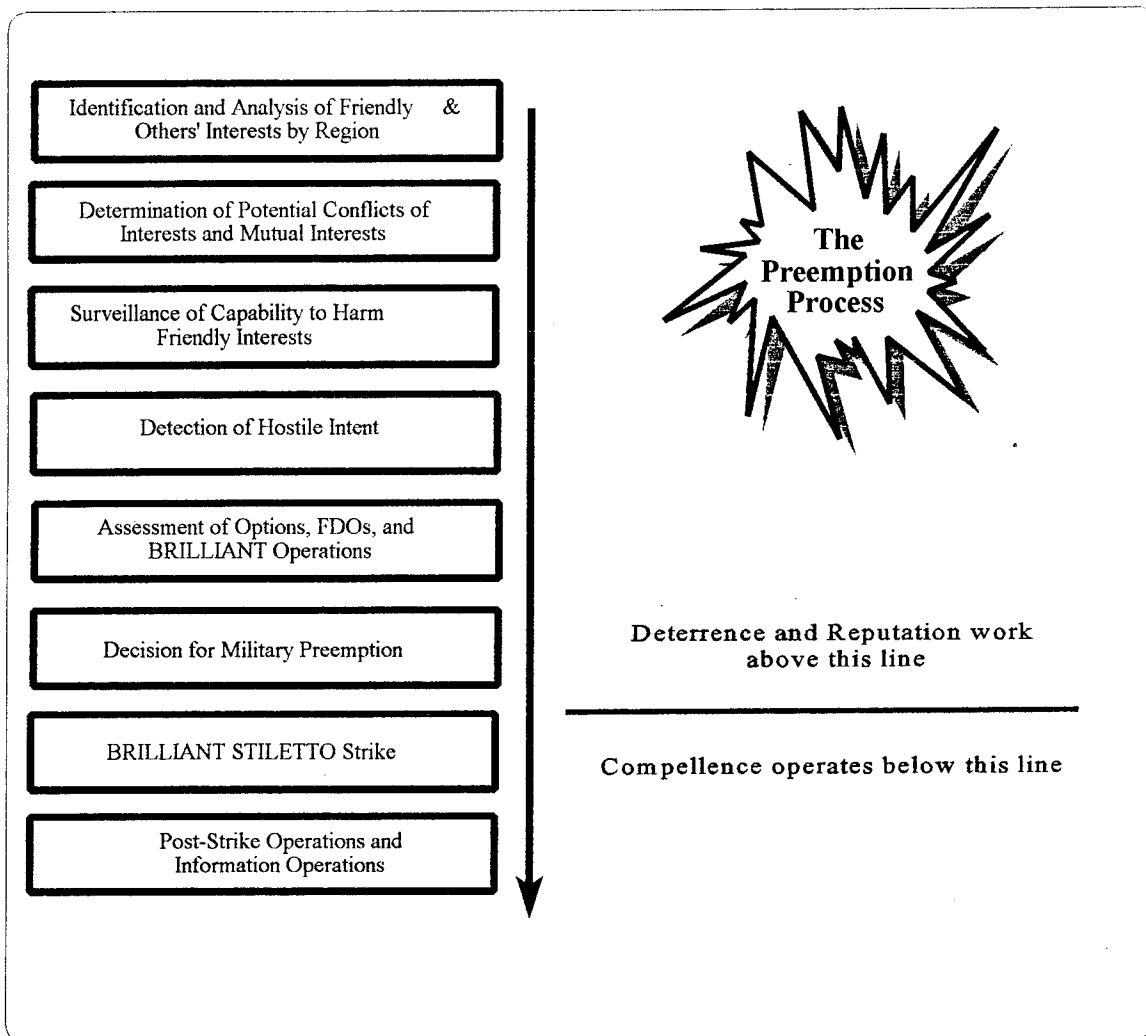 Identification and Analysis of Friendly &
Others' Interests by Region
Determination of Potential Conflicts of
Interests and Mutual Interests
Surveillance of Capability to Harm
Friendly Interests
Detection of Hostile Intent
Assessment of Options, FDOs, and
BRILLIANT Operations
Decision for Military Preemption
BRILLIANT STILETTO Strike
Post-Strike Operations and
Information Operations
The
Preemption
Process
Deterrence and Reputation work
above this line
Compellence operates below this line